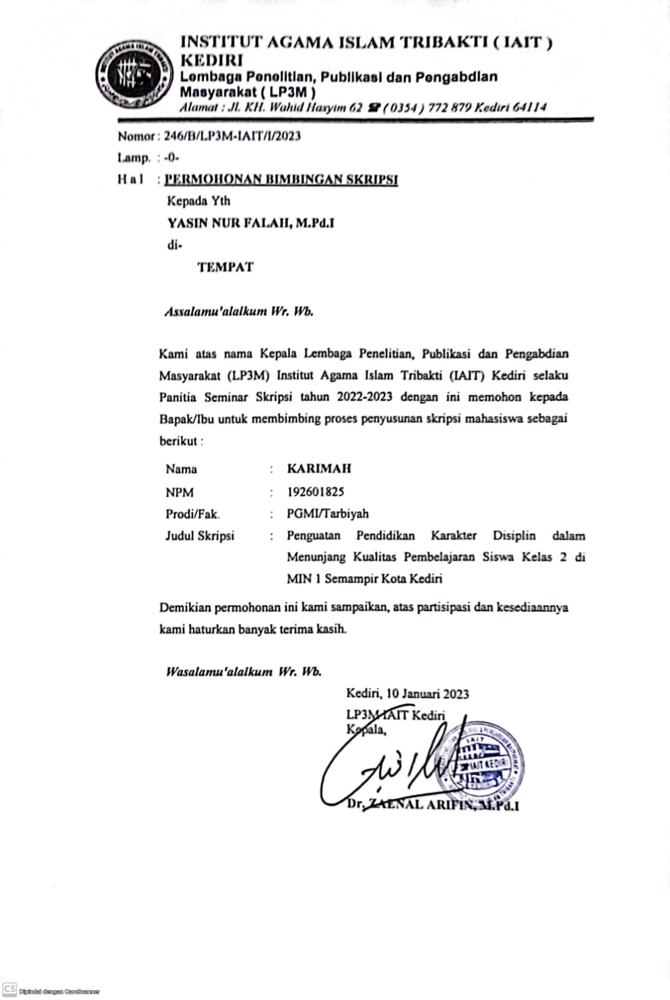 INSTITUT AGAMA ISLAM TRIBAKTI ( IAIT )
KEDIRI
Lembaga Penelitian, Publikasi dan Pengabdian
Masyarakat ( LP3M )
Alamat : Jl. KH. Wahid Hasyim 62 ☎ ( 0354 ) 772 879 Kediri 64114
Nomor : 246/B/LP3M-IAIT/I/2023
Lamp. : -0-
H a l : PERMOHONAN BIMBINGAN SKRIPSI
Kepada Yth
YASIN NUR FALAH, M.Pd.I
di-
TEMPAT
Assalamu'alaikum Wr. Wb.
Kami atas nama Kepala Lembaga Penelitian, Publikasi dan Pengabdian
Masyarakat (LP3M) Institut Agama Islam Tribakti (IAIT) Kediri selaku
Panitia Seminar Skripsi tahun 2022-2023 dengan ini memohon kepada
Bapak/Ibu untuk membimbing proses penyusunan skripsi mahasiswa sebagai
berikut :
Nama : KARIMAH
NPM : 192601825
Prodi/Fak. : PGMI/Tarbiyah
Judul Skripsi : Penguatan Pendidikan Karakter Disiplin dalam
Menunjang Kualitas Pembelajaran Siswa Kelas 2 di
MIN 1 Semampir Kota Kediri
Demikian permohonan ini kami sampaikan, atas partisipasi dan kesediaannya
kami haturkan banyak terima kasih.
Wasalamu'alaikum Wr. Wb.
Kediri, 10 Januari 2023
LP3M IAIT Kediri
Kepala,
IAIT
LP3M IAIT KEDIRI
Dr. ZAENAL ARIFIN, M.Pd.I
CS Dipindai dengan CamScanner